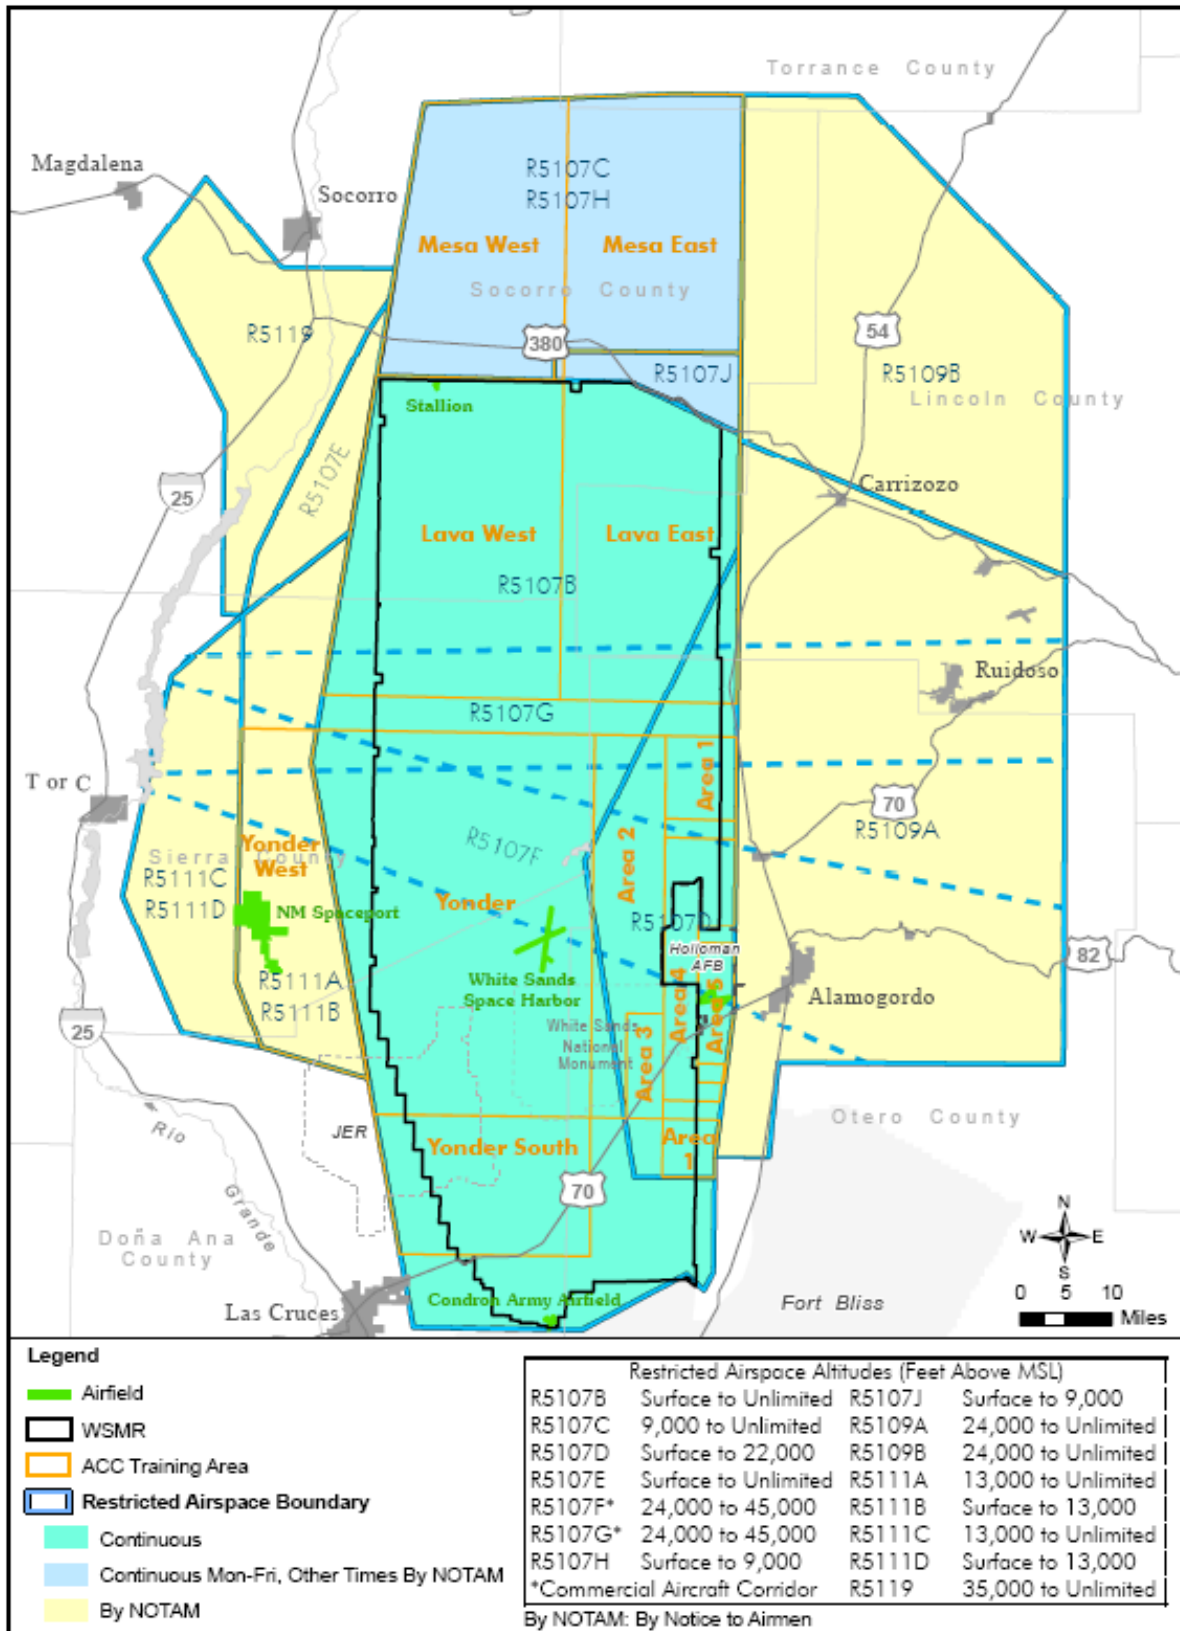 Torrance County
Magdalena
Socorro
R5107C
R5107H
Mesa West
Mesa East
Socorro County
R5119
380
54
R5107J
R5109B
Lincoln County
Stallion
R5107E
25
Carrizozo
Lava West
Lava East
R5107B
Ruidoso
R5107G
Area 1
T or C
70
R5109A
R5107F
Area 2
Yonder West
Sierra County
R5111C
R5111D
NM Spaceport
Yonder
R5107D
Holloman
AFB
82
White Sands
Space Harbor
R5111A
R5111B
Area 4
Area 5
Alamogordo
White Sands
National
Monument
Area 3
25
Rio Grande
JER
Otero County
Yonder South
Area
1
70
Doña Ana
County
N
W E
S
Las Cruces
Condron Army Airfield
Fort Bliss
0 5 10
Miles
Legend
Airfield
WSMR
ACC Training Area
Restricted Airspace Boundary
Continuous
Continuous Mon-Fri, Other Times By NOTAM
By NOTAM
Restricted Airspace Altitudes (Feet Above MSL)
R5107B Surface to Unlimited R5107J Surface to 9,000
R5107C 9,000 to Unlimited R5109A 24,000 to Unlimited
R5107D Surface to 22,000 R5109B 24,000 to Unlimited
R5107E Surface to Unlimited R5111A 13,000 to Unlimited
R5107F* 24,000 to 45,000 R5111B Surface to 13,000
R5107G* 24,000 to 45,000 R5111C 13,000 to Unlimited
R5107H Surface to 9,000 R5111D Surface to 13,000
*Commercial Aircraft Corridor R5119 35,000 to Unlimited
By NOTAM: By Notice to Airmen